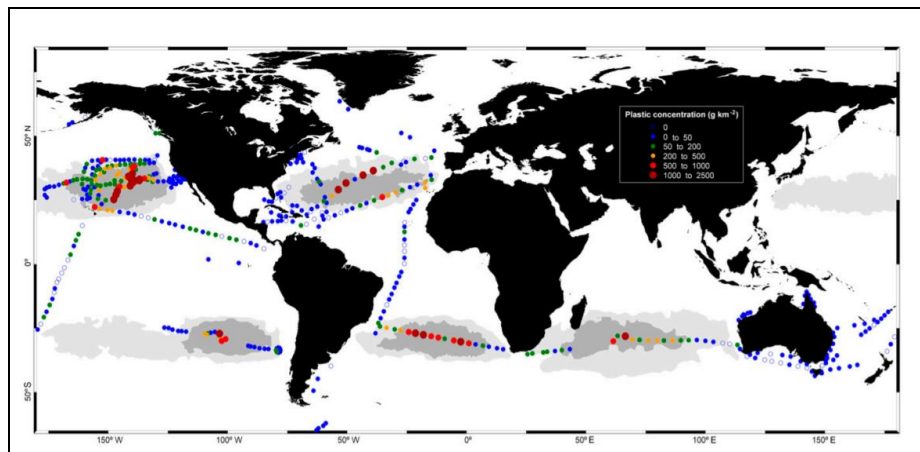 Plastic concentration (g km⁻²)
0
0 to 50
50 to 200
200 to 500
500 to 1000
1000 to 2500
50° N
0°
50°S
150° W
100° W
50° W
0°
50° E
100° E
150° E